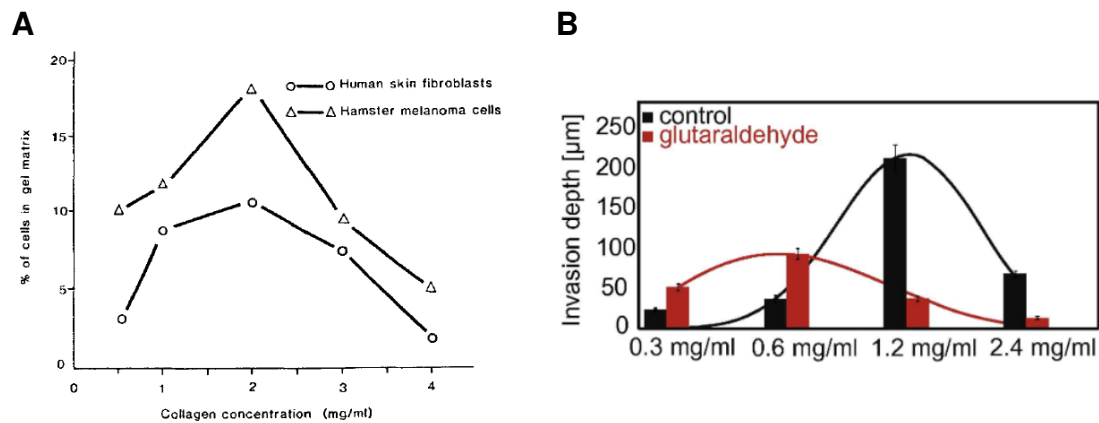 A
20
15
10
5
0
% of cells in gel matrix
Human skin fibroblasts
Hamster melanoma cells
0 1 2 3 4
Collagen concentration (mg/ml)
B
250
200
150
100
50
0
Invasion depth [µm]
control
glutaraldehyde
0.3 mg/ml 0.6 mg/ml 1.2 mg/ml 2.4 mg/ml